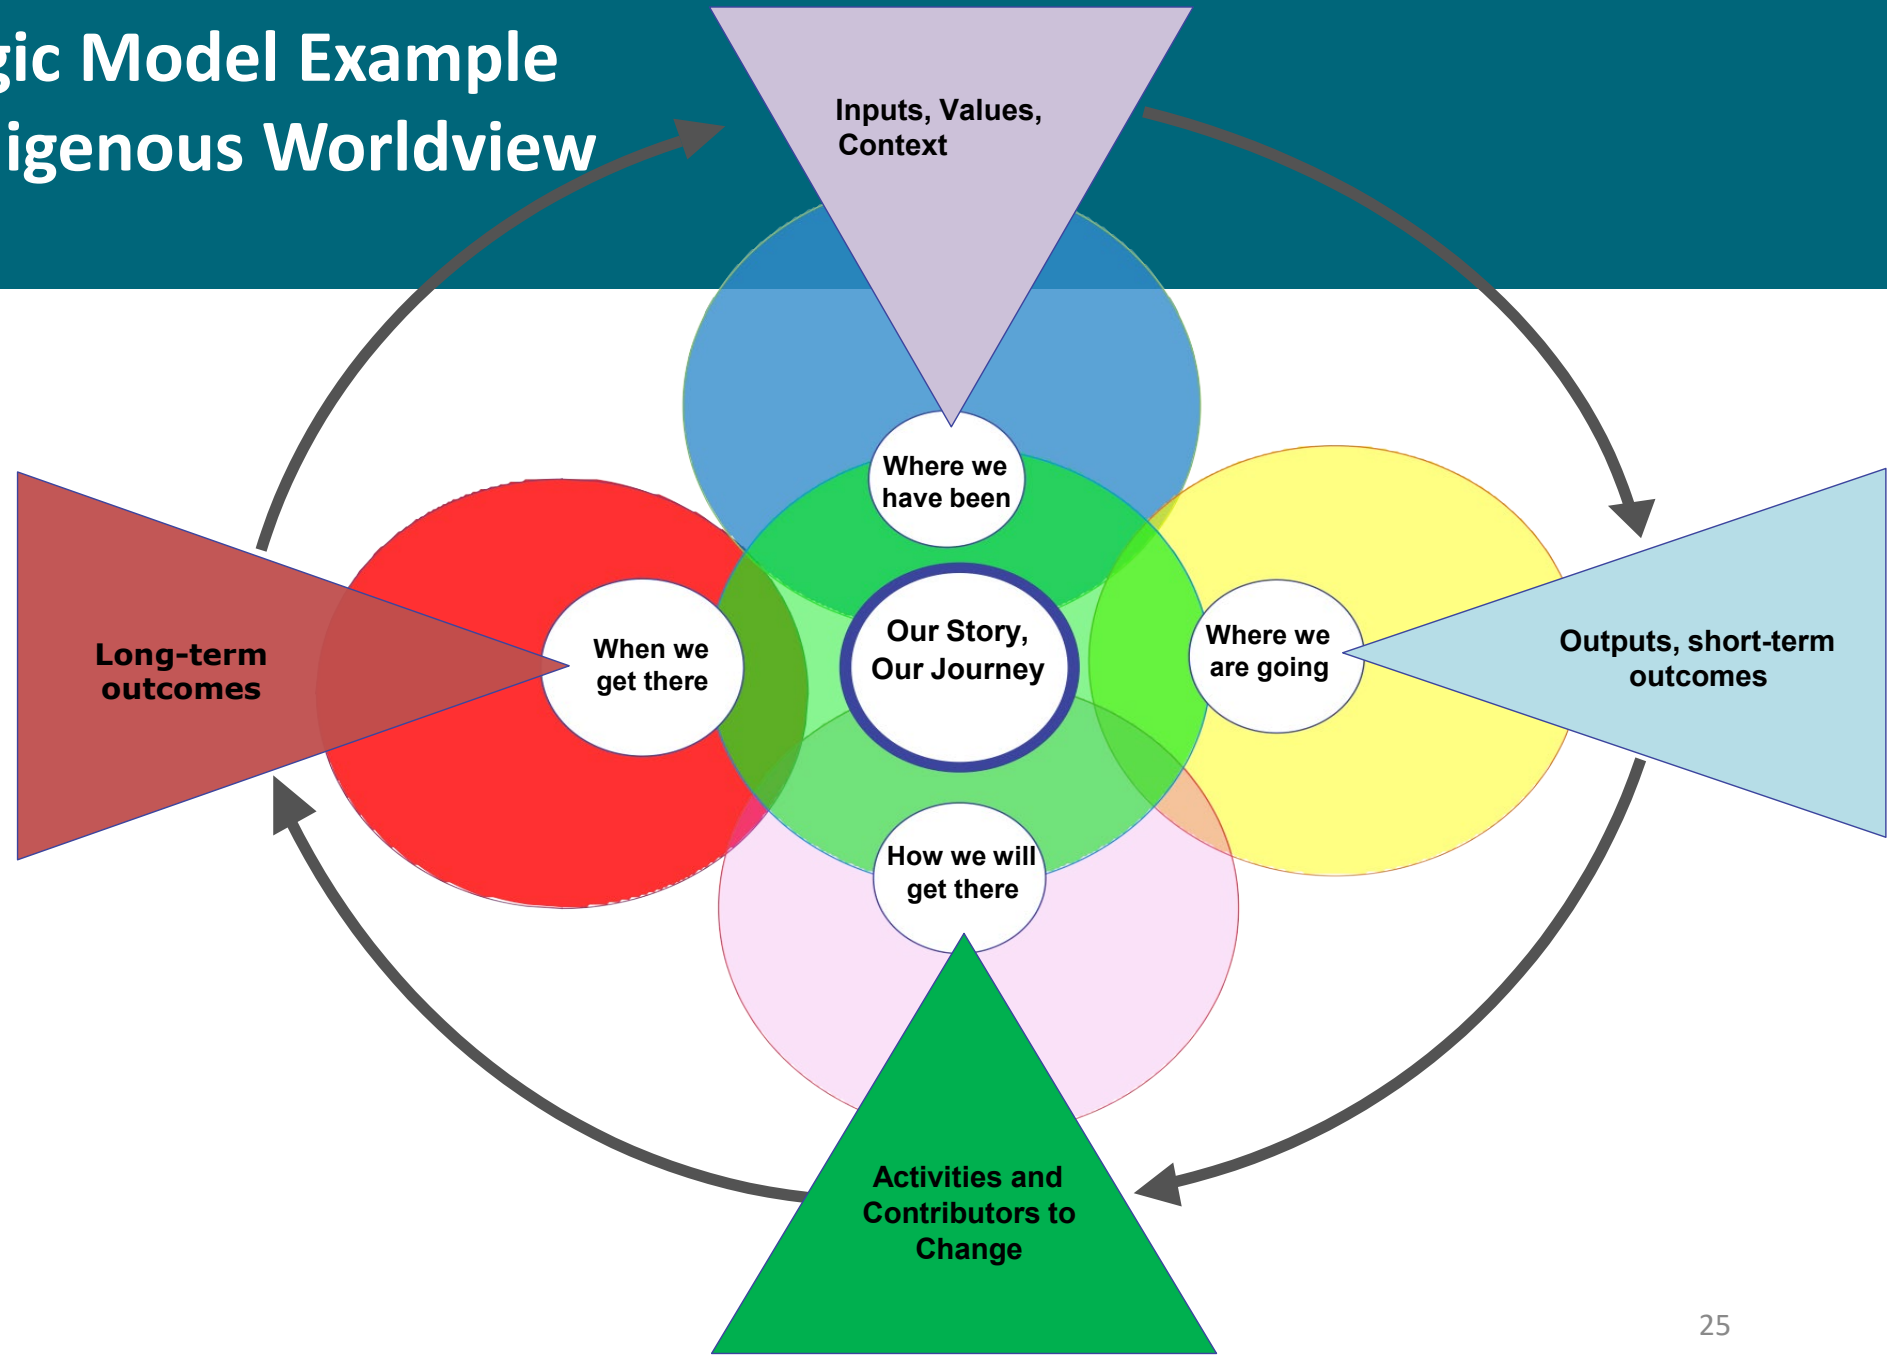 gic Model Example
igenous Worldview
Inputs, Values,
Context
Where we
have been
Long-term
outcomes
When we
get there
Our Story,
Our Journey
Where we
are going
Outputs, short-term
outcomes
How we will
get there
Activities and
Contributors to
Change
25